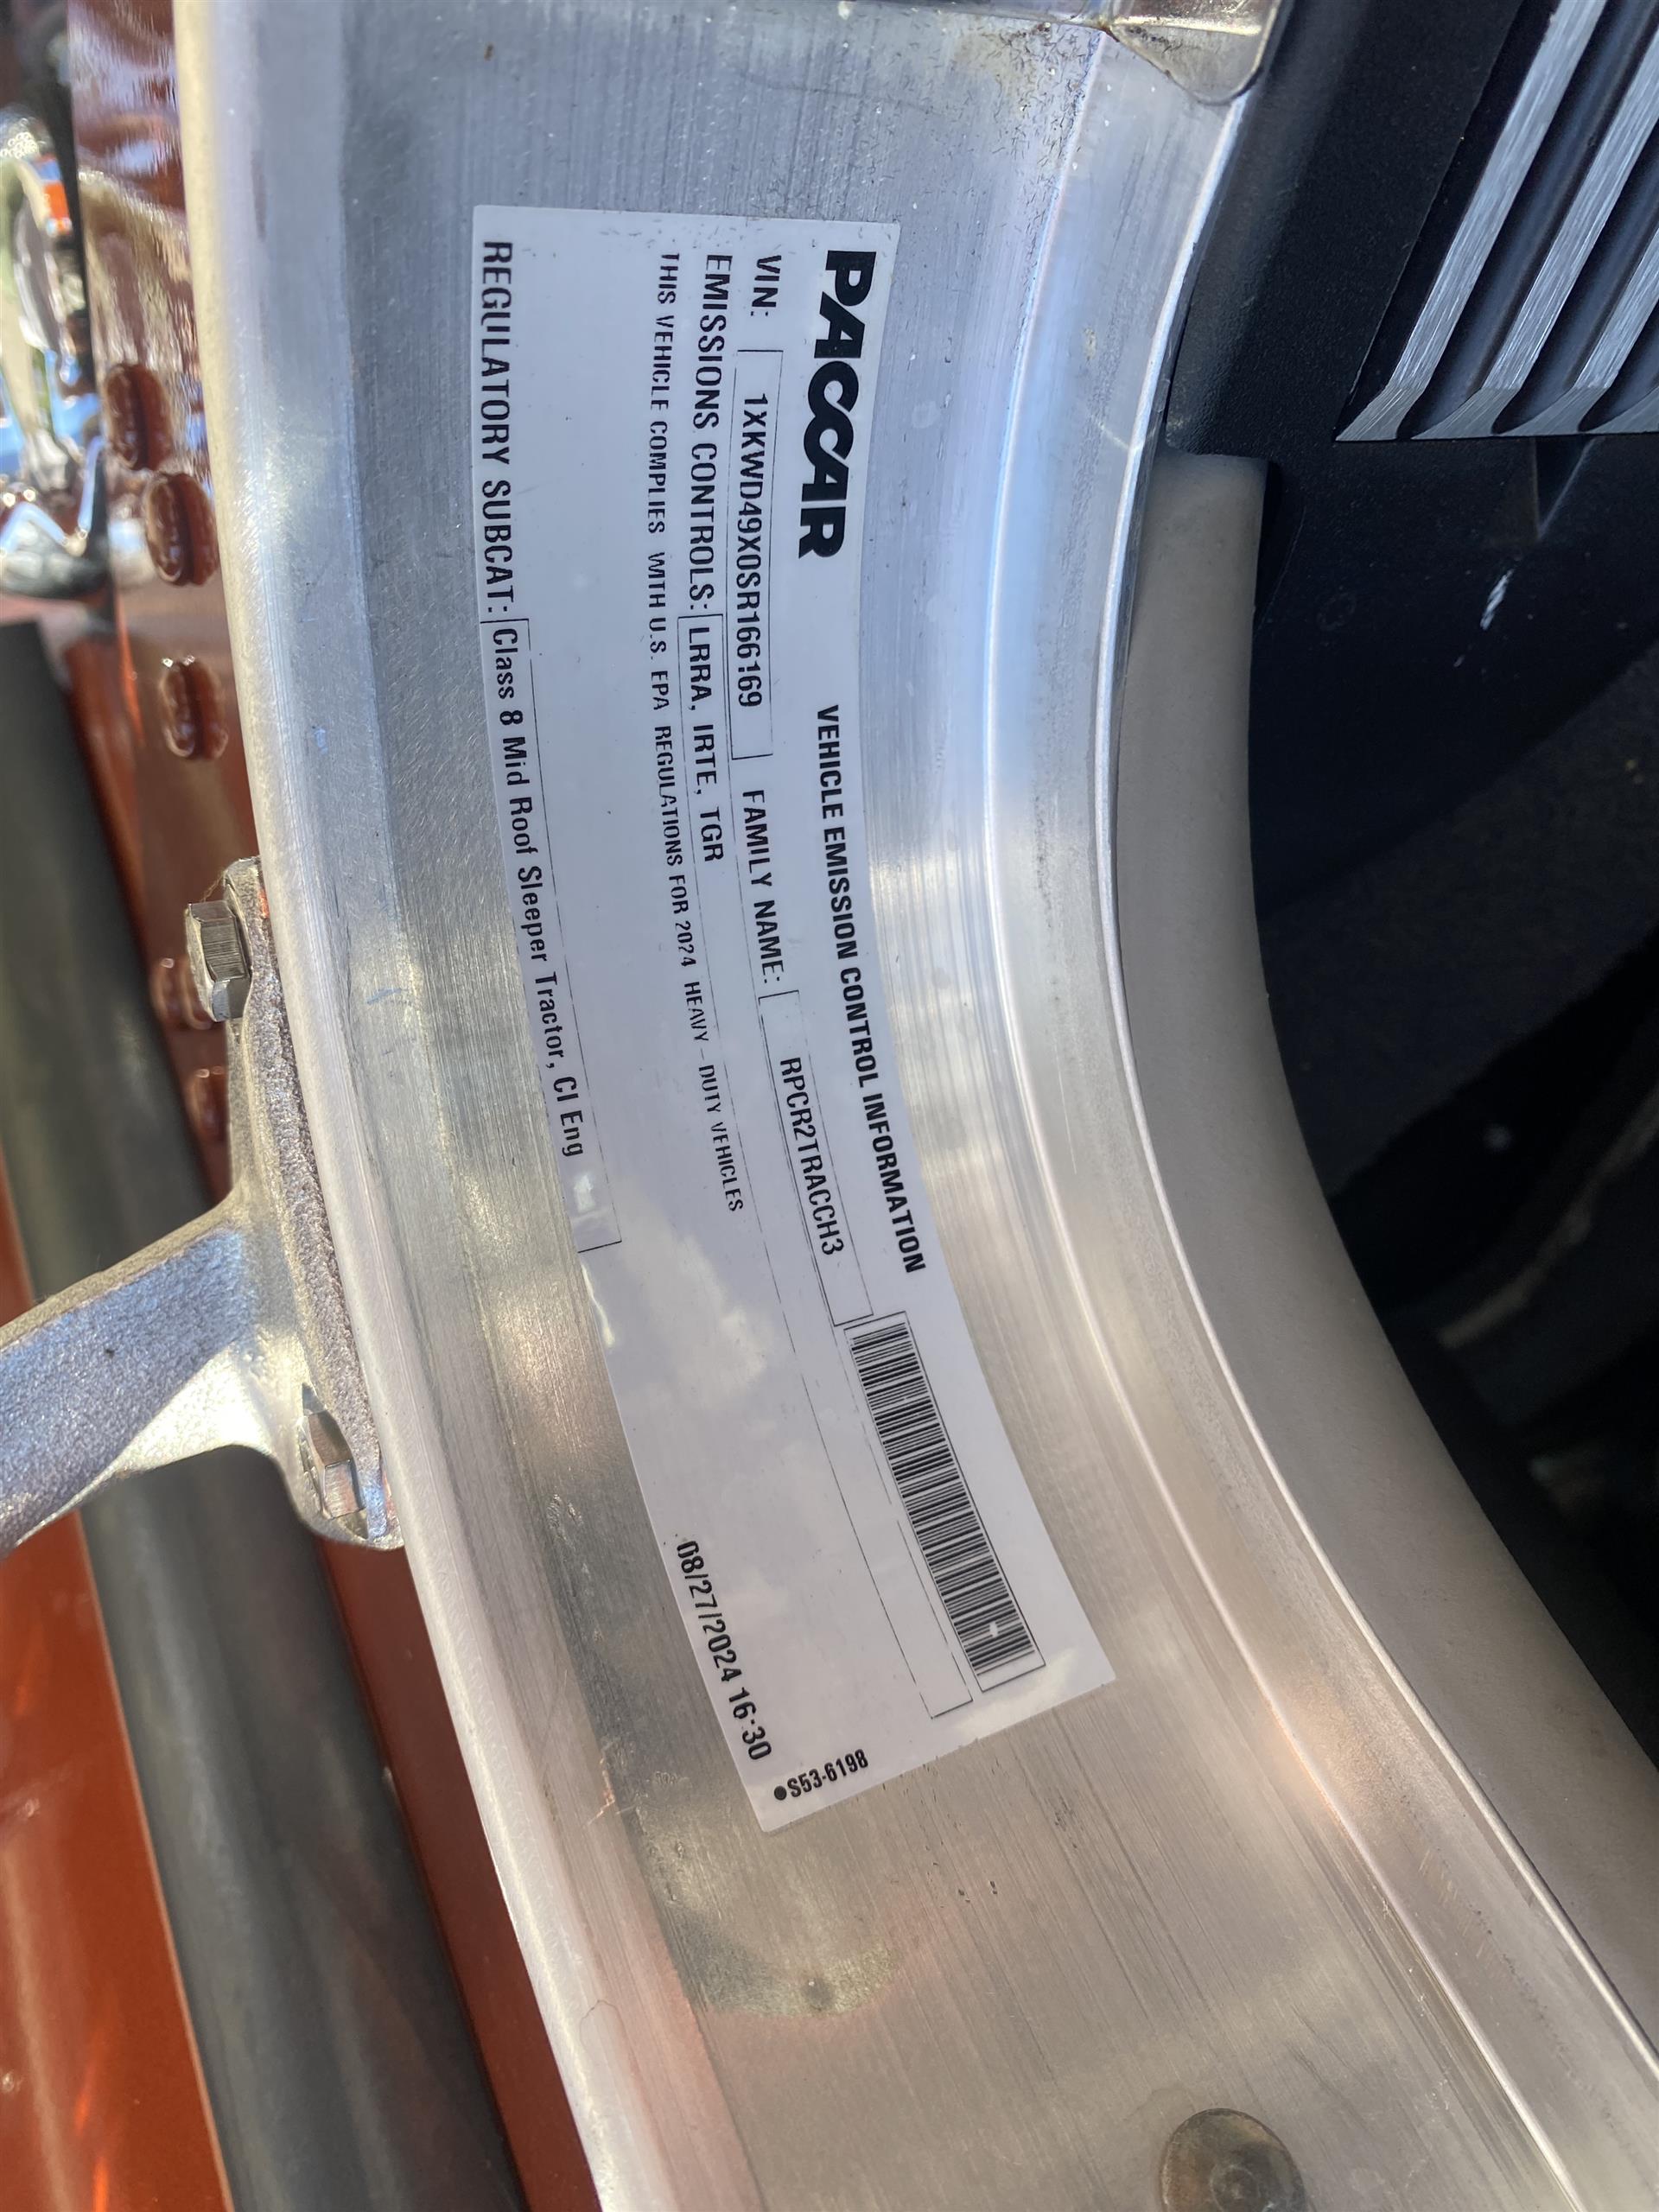 PACCAR VEHICLE EMISSION CONTROL INFORMATION
VIN: 1XKWD49X0SR166169 FAMILY NAME: RPCR2TRACCH3
EMISSIONS CONTROLS: LRRA, IRTE, TGR
THIS VEHICLE COMPLIES WITH U.S. EPA REGULATIONS FOR 2024 HEAVY - DUTY VEHICLES
REGULATORY SUBCAT: Class 8 Mid Roof Sleeper Tractor, CI Eng
08/27/2024 16:30
●S53-6198